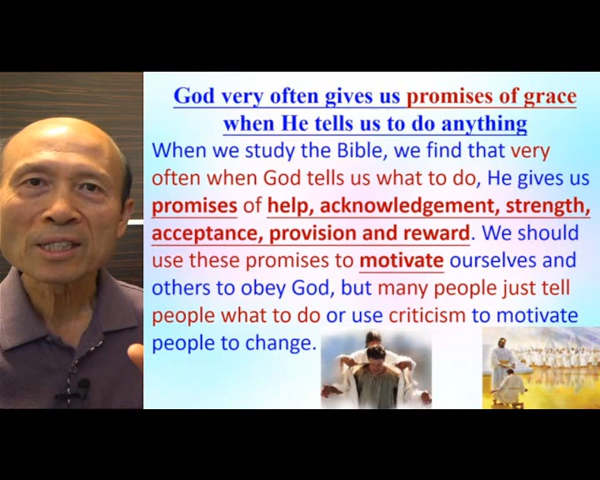 God very often gives us promises of grace
when He tells us to do anything
When we study the Bible, we find that very
often when God tells us what to do, He gives us
promises of help, acknowledgement, strength,
acceptance, provision and reward. We should
use these promises to motivate ourselves and
others to obey God, but many people just tell
people what to do or use criticism to motivate
people to change.